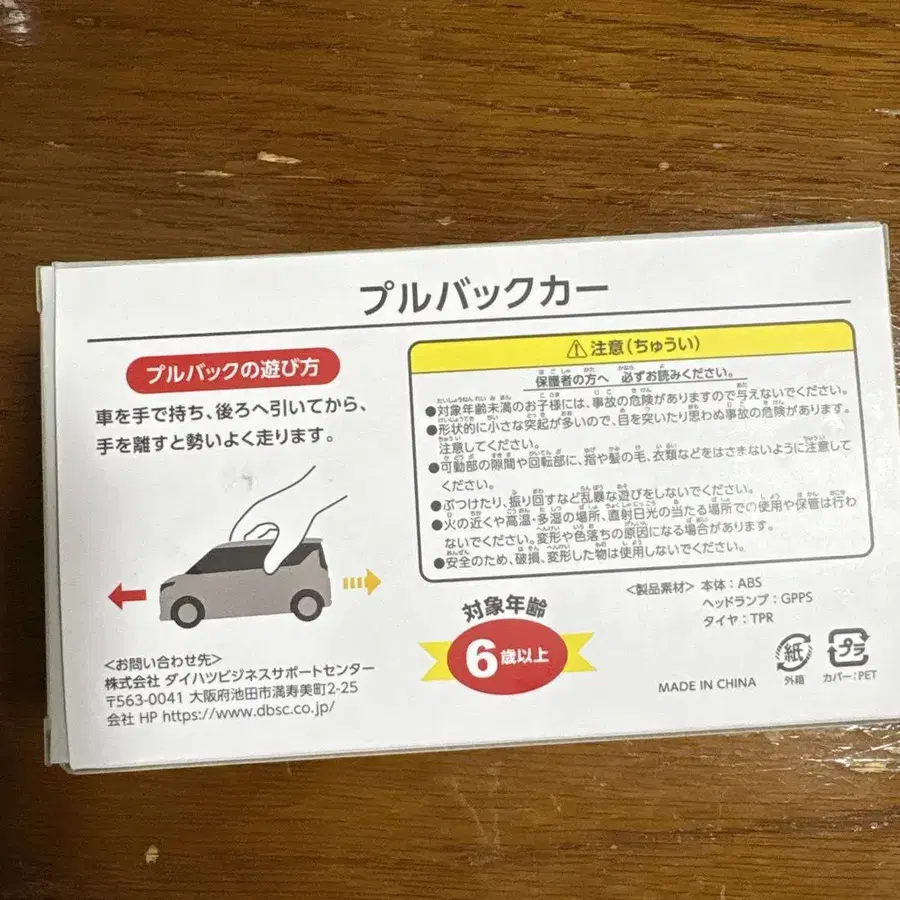 プルバックカー
プルバックの遊び方
車を手で持ち、後ろへ引いてから、
手を離すと勢いよく走ります。
⚠注意(ちゅうい)
保護者の方へ 必ずお読みください。
●対象年齢未満のお子様には、事故の危険がありますので与えないでください。
●形状的に小さな突起が多いので、目を突いたり思わぬ事故の危険があります。
注意してください。
●可動部の隙間や回転部に、指や髪の毛、衣類などをはさまないように注意して
ください。
●ぶつけたり、振り回すなど乱暴な遊びをしないでください。
●火の近くや高温・多湿の場所、直射日光の当たる場所での使用や保管は行わ
ないでください。変形や色落ちの原因になる場合があります。
●安全のため、破損、変形した物は使用しないでください。
<製品素材> 本体:ABS
ヘッドランプ:GPPS
タイヤ:TPR
対象年齢
6歳以上
<お問い合わせ先>
株式会社 ダイハツビジネスサポートセンター
〒563-0041 大阪府池田市満寿美町2-25
会社 HP https://www.dbsc.co.jp/
MADE IN CHINA
紙
外箱
プラ
カバー:PET